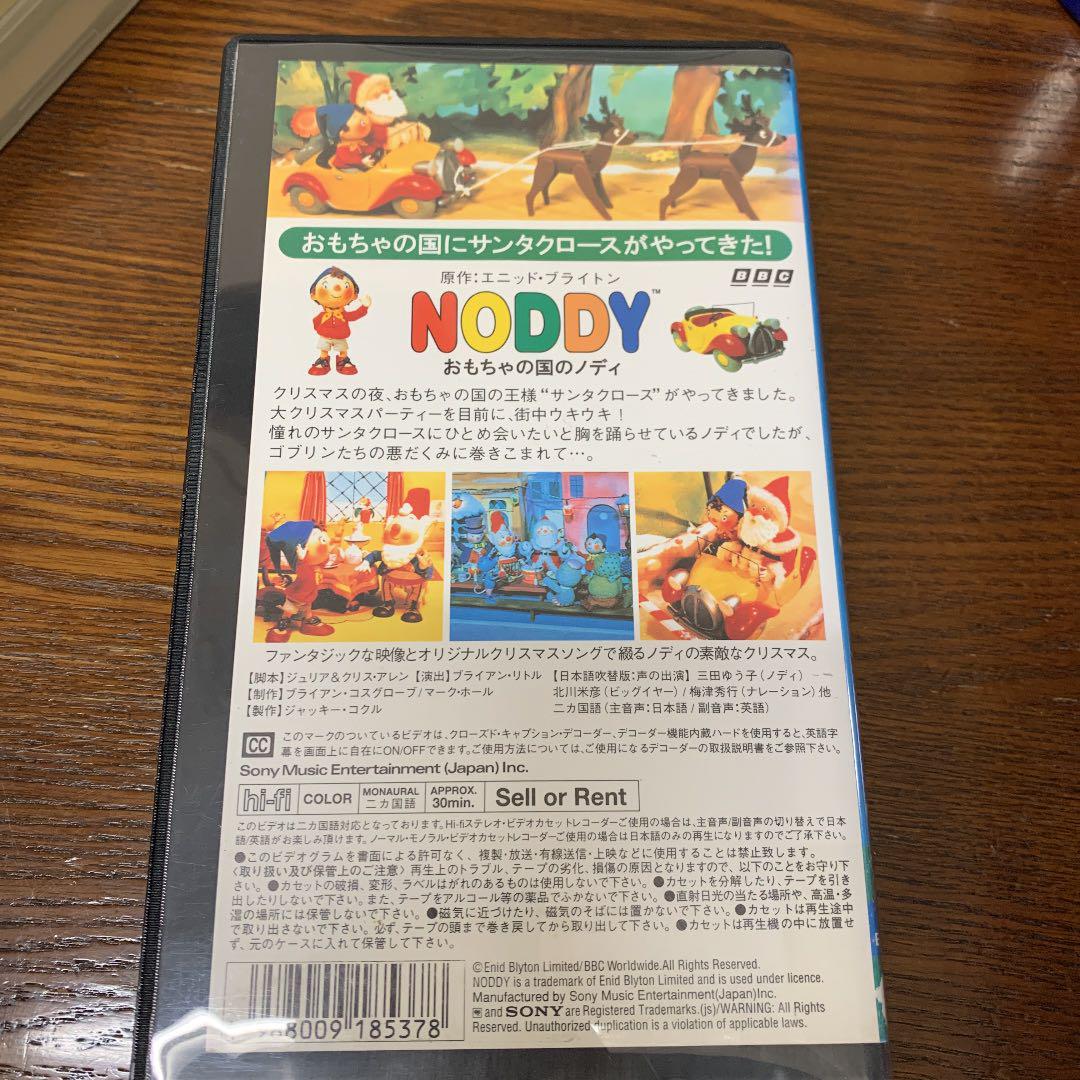 おもちゃの国にサンタクロースがやってきた!
原作:エニッド・ブライトン
BBC
NODDY™
おもちゃの国のノディ
クリスマスの夜、おもちゃの国の王様“サンタクロース”がやってきました。
大クリスマスパーティーを目前に、街中ウキウキ!
憧れのサンタクロースにひとめ会いたいと胸を踊らせているノディでしたが、
ゴブリンたちの悪だくみに巻きこまれて…。
ファンタジックな映像とオリジナルクリスマスソングで綴るノディの素敵なクリスマス。
【脚本】ジュリア&クリス・アレン 【演出】ブライアン・リトル
【制作】ブライアン・コスグローブ/マーク・ホール
【製作】ジャッキー・コクル
【日本語吹替版:声の出演】 三田ゆう子(ノディ)
北川米彦(ビッグイヤー) / 梅津秀行(ナレーション) 他
二カ国語 (主音声:日本語 / 副音声:英語)
CC このマークのついているビデオは、クローズド・キャプション・デコーダー、デコーダー機能内蔵ハードを使用すると、英語字
幕を画面上に自在にON/OFFできます。ご使用方法については、ご使用になるデコーダーの取扱説明書をご参照下さい。
Sony Music Entertainment (Japan) Inc.
hi-fi COLOR MONAURAL 二カ国語 APPROX. 30min. Sell or Rent
このビデオは二カ国語対応となっております。Hi-fiステレオ・ビデオカセットレコーダーご使用の場合は、主音声/副音声の切り替えで日本
語/英語がお楽しみ頂けます。ノーマル・モノラル・ビデオカセットレコーダーご使用の場合は日本語のみの再生になりますのでご了承下さい。
●このビデオグラムを書面による許可なく、複製・放送・有線送信・上映などに使用することは禁止致します。
〈取り扱い及び保管上のご注意〉再生上のトラブル、テープの劣化、損傷の原因となりますので、以下のことをお守り下
さい。●カセットの破損、変形、ラベルはがれのあるものは使用しないで下さい。●カセットを分解したり、テープを引き
出したりしないで下さい。また、テープをアルコール等の薬品でふかないで下さい。●直射日光の当たる場所や、高温・多
湿の場所には保管しないで下さい。●磁気に近づけたり、磁気のそばには置かないで下さい。●カセットは再生途中
で取り出さないで下さい。必ず、テープの頭まで巻き戻してから取り出して下さい。●カセットは再生機の中に放置せ
ず、元のケースに入れて保管して下さい。
©Enid Blyton Limited/BBC Worldwide.All Rights Reserved.
NODDY is a trademark of Enid Blyton Limited and is used under licence.
Manufactured by Sony Music Entertainment(Japan)Inc.
and SONY are Registered Trademarks.(js)/WARNING: All Rights
Reserved. Unauthorized duplication is a violation of applicable laws.
988009 185378